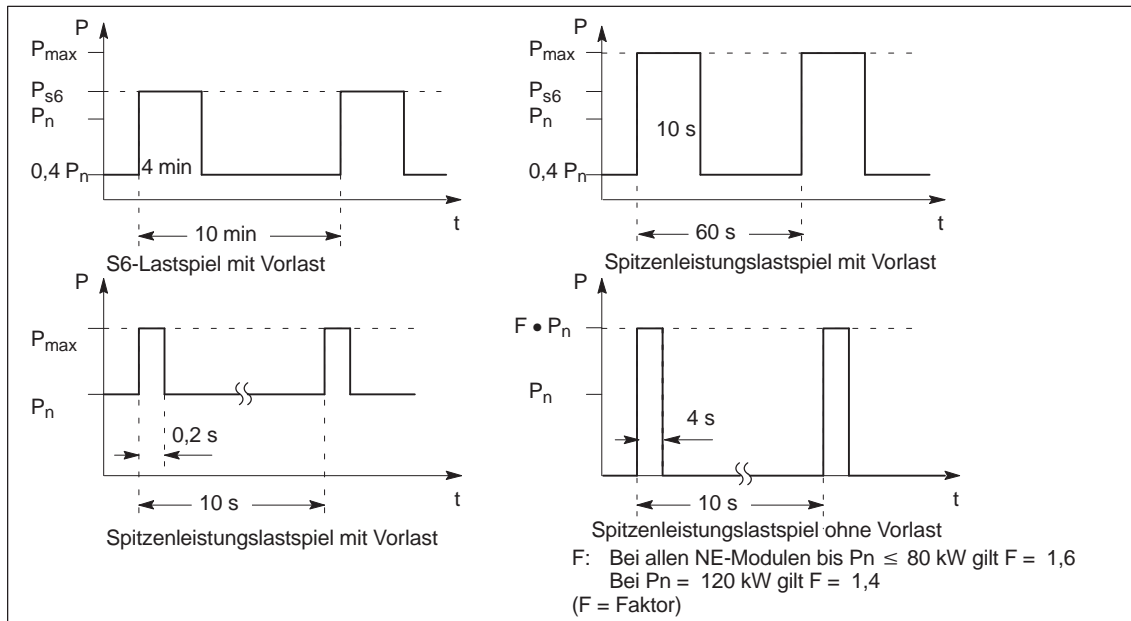 P
P_max
P_s6
P_n
0,4 P_n
4 min
t
10 min
S6-Lastspiel mit Vorlast
P
P_max
P_s6
P_n
0,4 P_n
10 s
t
60 s
Spitzenleistungslastspiel mit Vorlast
P
P_max
P_n
0,2 s
t
10 s
Spitzenleistungslastspiel mit Vorlast
P
F • P_n
P_n
4 s
t
10 s
Spitzenleistungslastspiel ohne Vorlast
F: Bei allen NE-Modulen bis Pn ≤ 80 kW gilt F = 1,6
Bei Pn = 120 kW gilt F = 1,4
(F = Faktor)